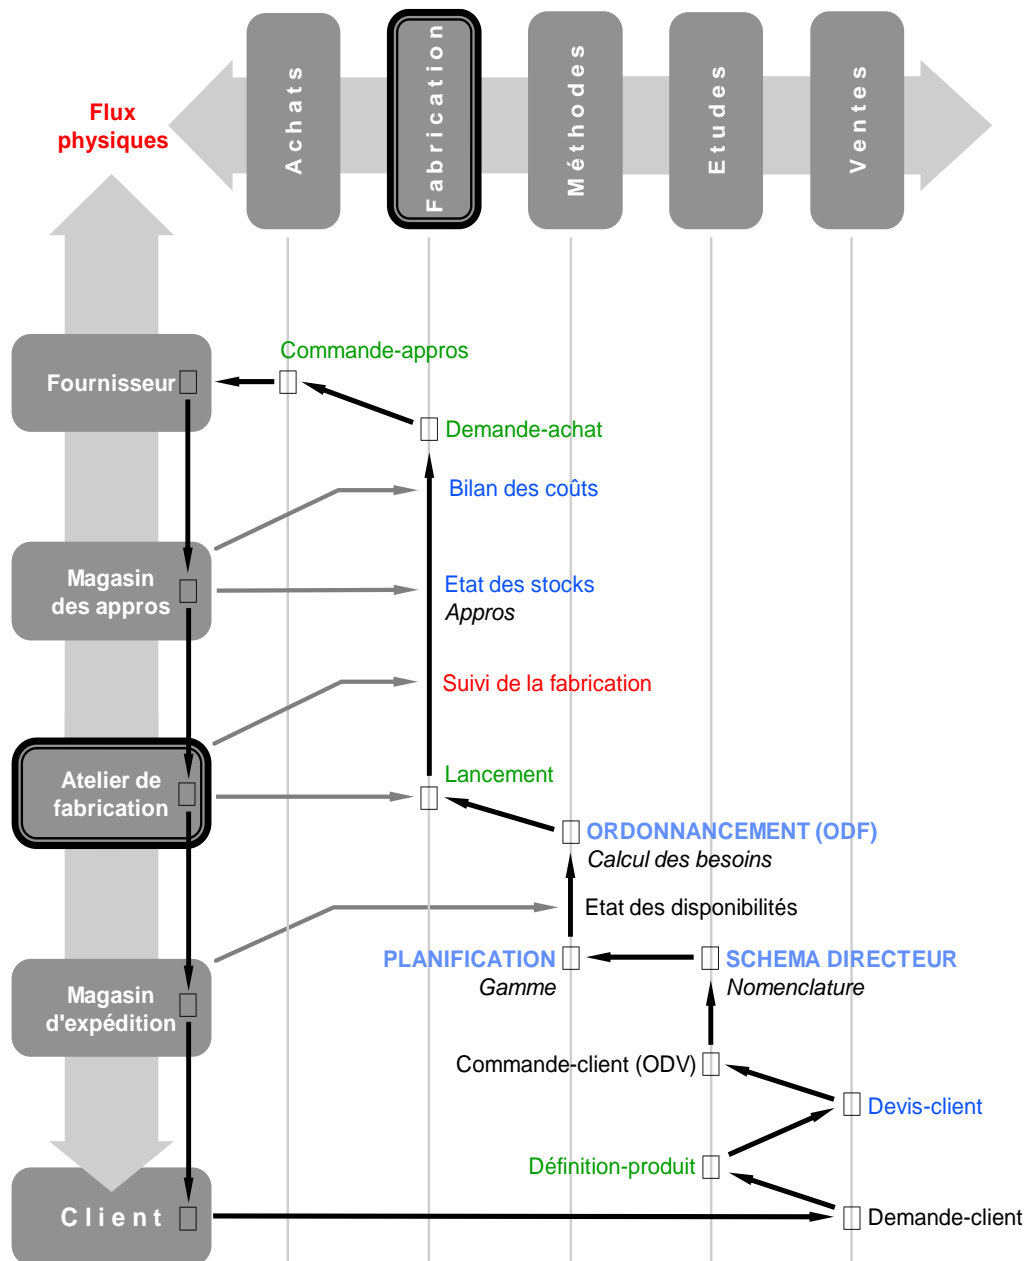 Flux
physiques
Achats
Fabrication
Méthodes
Etudes
Ventes
Commande-appros
Fournisseur
Demande-achat
Bilan des coûts
Magasin
des appros
Etat des stocks
Appros
Suivi de la fabrication
Atelier de
fabrication
Lancement
ORDONNANCEMENT (ODF)
Calcul des besoins
Etat des disponibilités
PLANIFICATION
Gamme
SCHEMA DIRECTEUR
Nomenclature
Magasin
d'expédition
Commande-client (ODV)
Devis-client
Définition-produit
Client
Demande-client